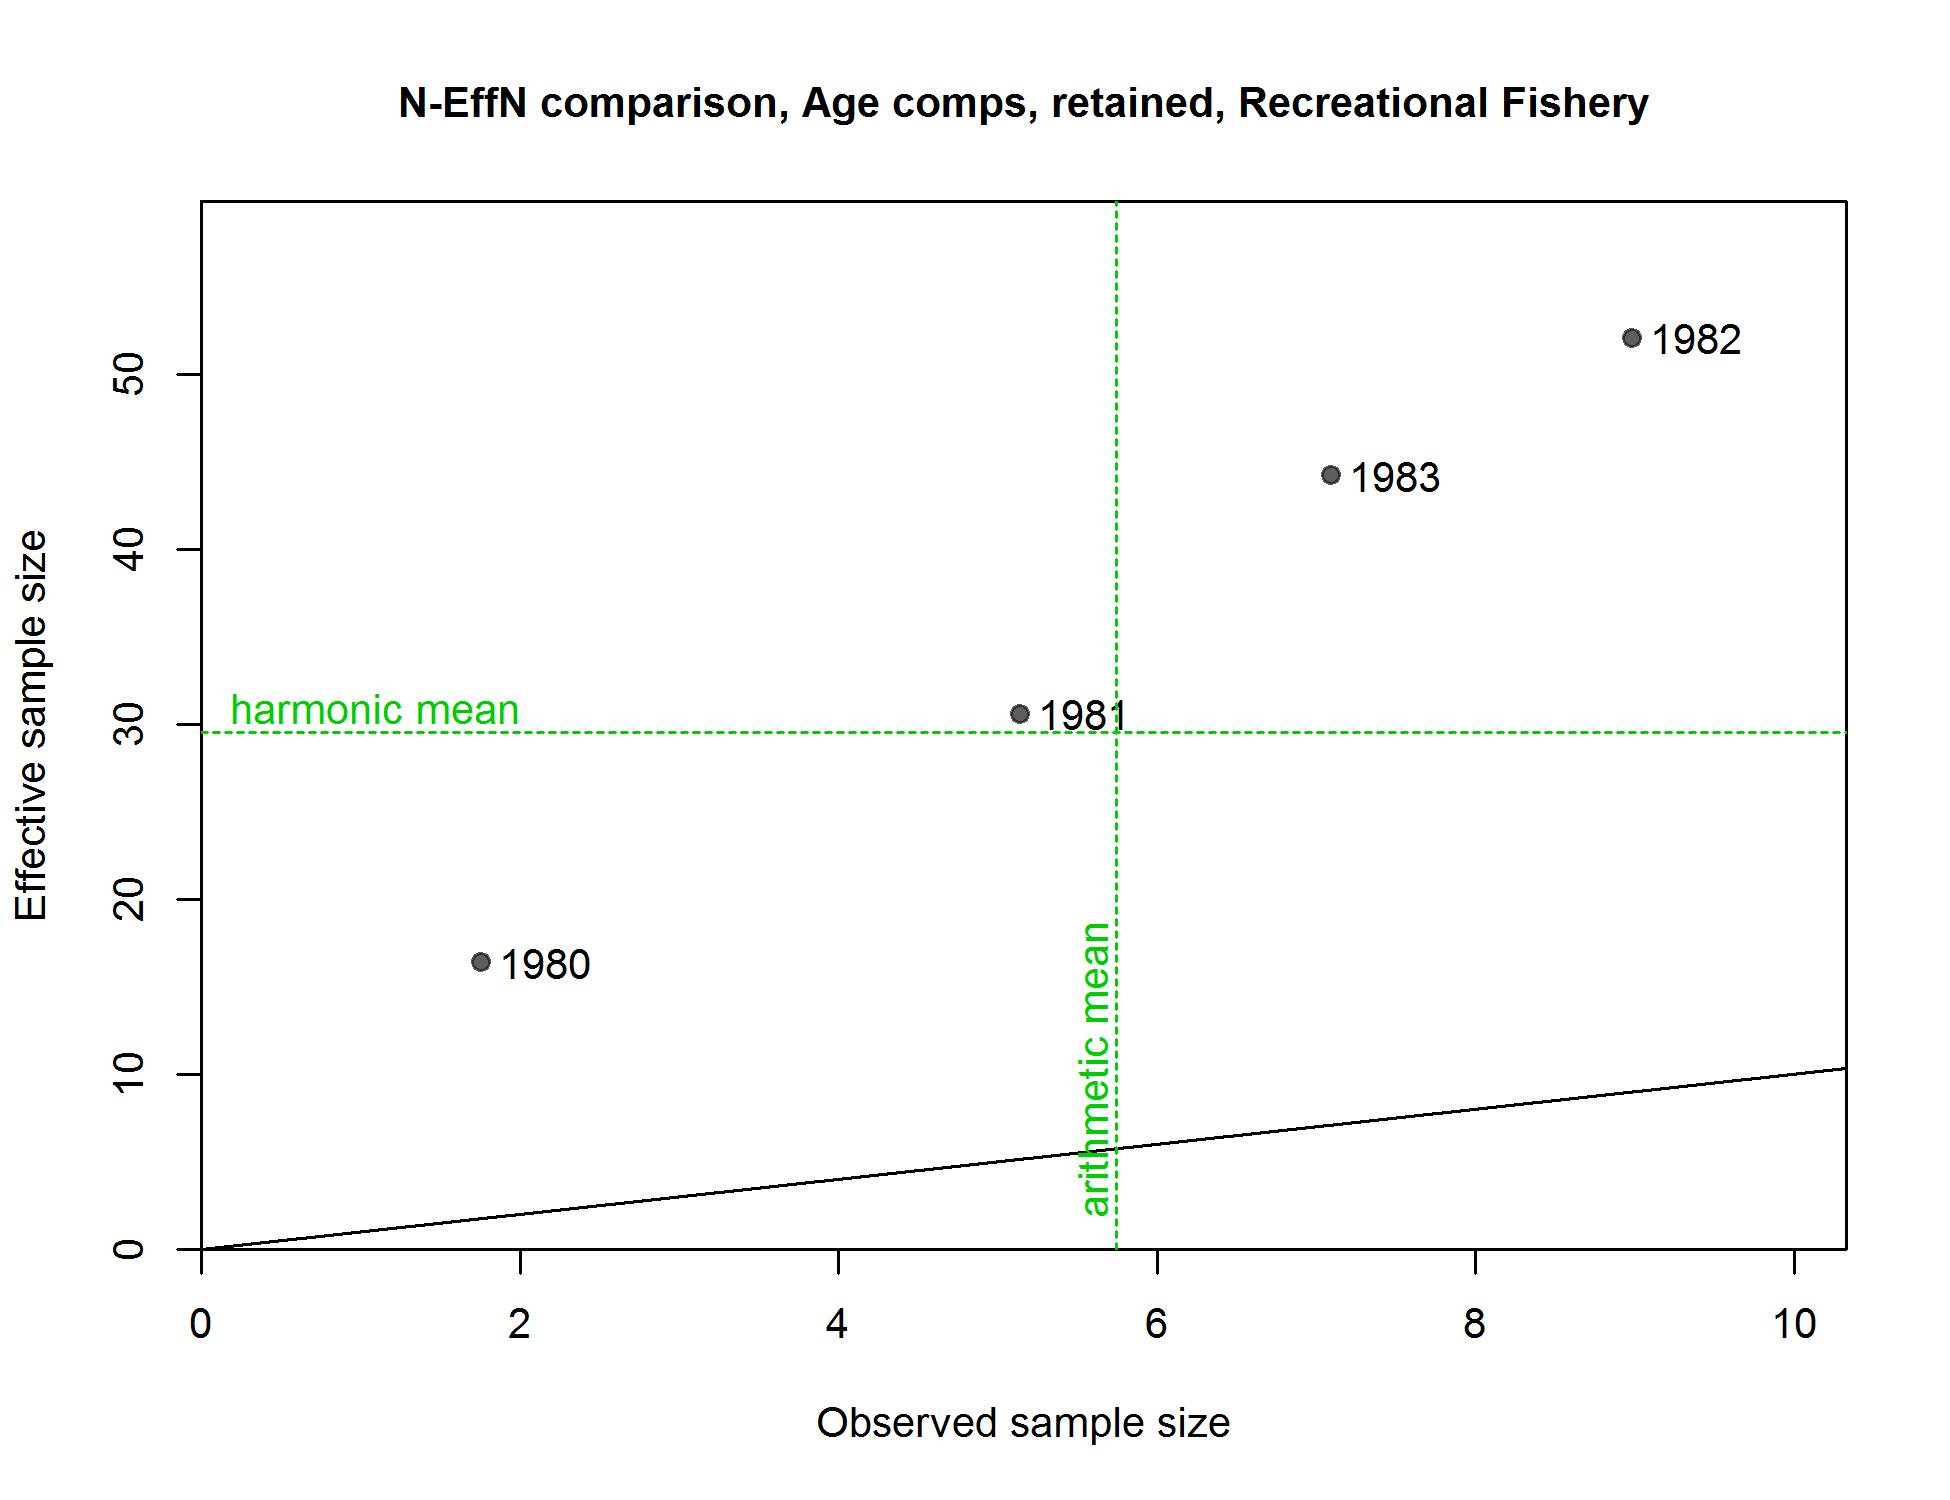 N-EffN comparison, Age comps, retained, Recreational Fishery
Effective sample size
50
40
30
20
10
0
1982
1983
harmonic mean
1981
1980
arithmetic mean
0 2 4 6 8 10
Observed sample size